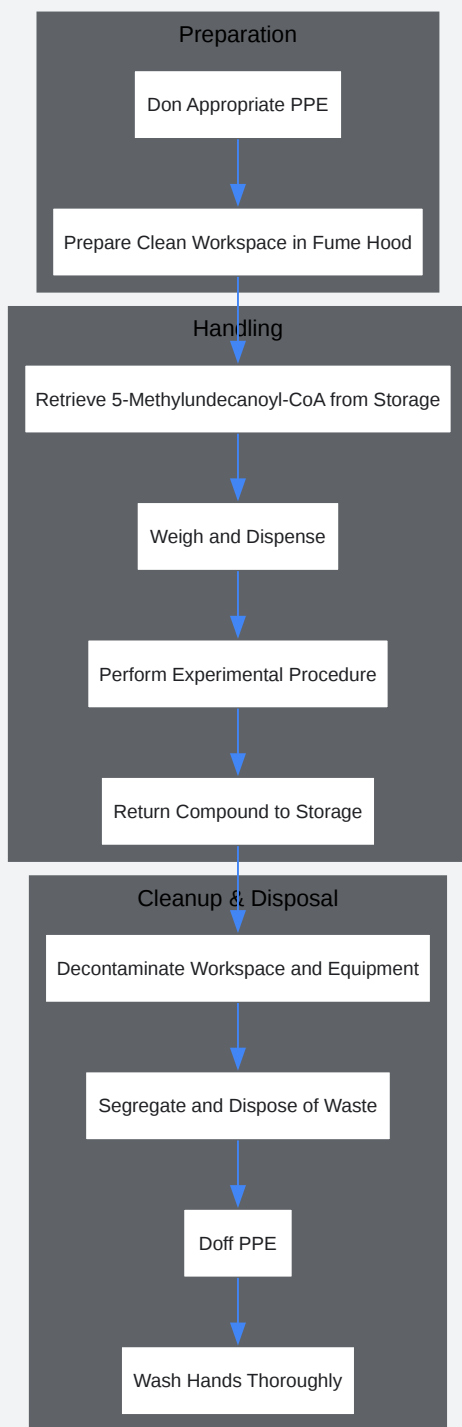 Preparation
Don Appropriate PPE
Prepare Clean Workspace in Fume Hood
Handling
Retrieve 5-Methylundecanoyl-CoA from Storage
Weigh and Dispense
Perform Experimental Procedure
Return Compound to Storage
Cleanup & Disposal
Decontaminate Workspace and Equipment
Segregate and Dispose of Waste
Doff PPE
Wash Hands Thoroughly